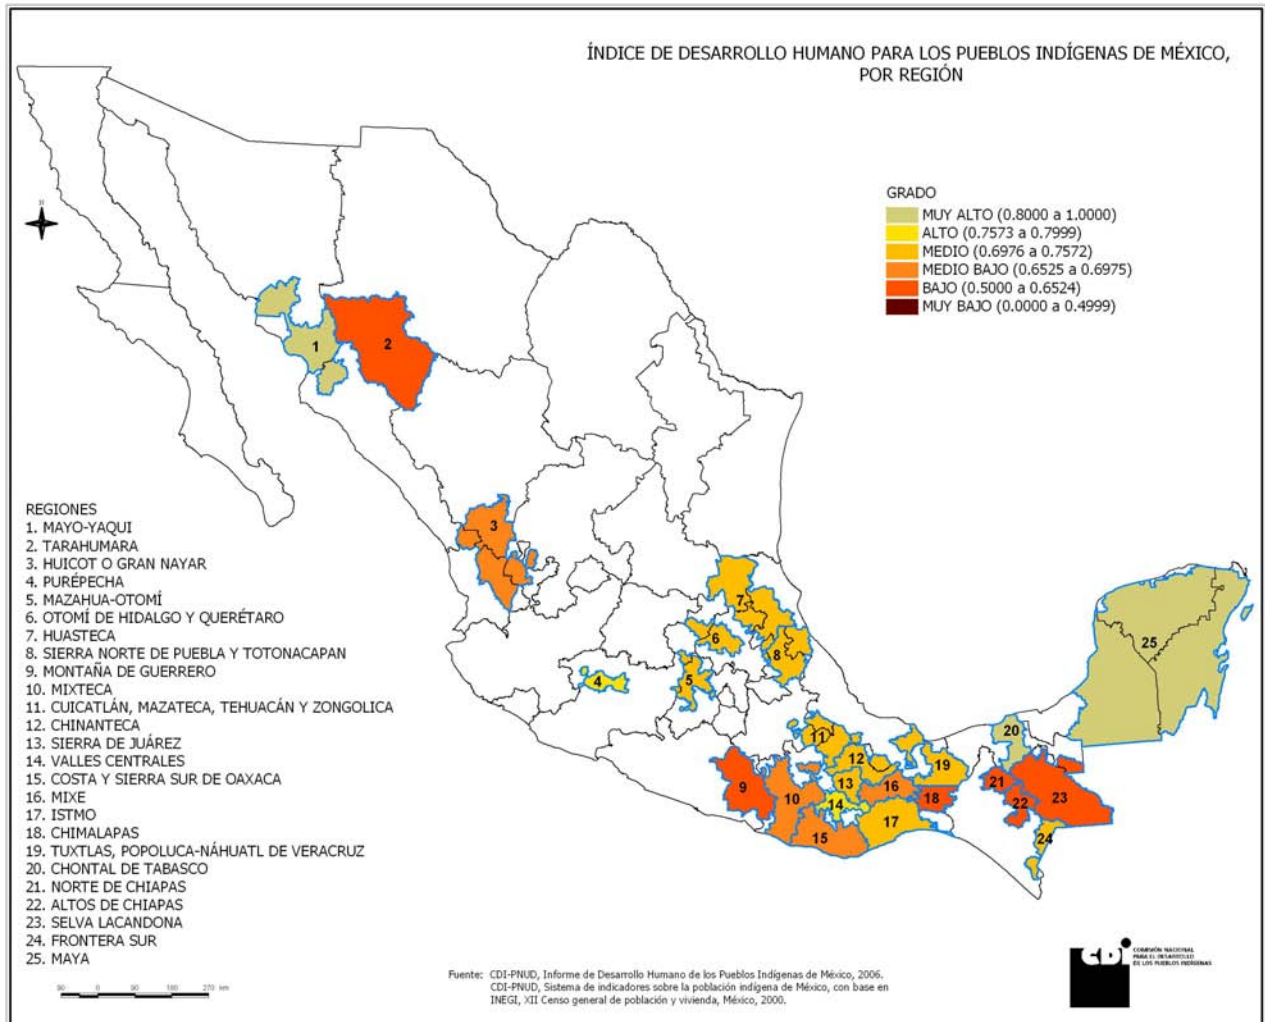 ÍNDICE DE DESARROLLO HUMANO PARA LOS PUEBLOS INDÍGENAS DE MÉXICO,
POR REGIÓN
N
GRADO
MUY ALTO (0.8000 a 1.0000)
ALTO (0.7573 a 0.7999)
MEDIO (0.6976 a 0.7572)
MEDIO BAJO (0.6525 a 0.6975)
BAJO (0.5000 a 0.6524)
MUY BAJO (0.0000 a 0.4999)
1
2
3
4
5
6
7
8
9
10
11
12
13
14
15
16
17
18
19
20
21
22
23
24
25
REGIONES
1. MAYO-YAQUI
2. TARAHUMARA
3. HUICOT O GRAN NAYAR
4. PURÉPECHA
5. MAZAHUA-OTOMÍ
6. OTOMÍ DE HIDALGO Y QUERÉTARO
7. HUASTECA
8. SIERRA NORTE DE PUEBLA Y TOTONACAPAN
9. MONTAÑA DE GUERRERO
10. MIXTECA
11. CUICATLÁN, MAZATECA, TEHUACÁN Y ZONGOLICA
12. CHINANTECA
13. SIERRA DE JUÁREZ
14. VALLES CENTRALES
15. COSTA Y SIERRA SUR DE OAXACA
16. MIXE
17. ISTMO
18. CHIMALAPAS
19. TUXTLAS, POPOLUCA-NÁHUATL DE VERACRUZ
20. CHONTAL DE TABASCO
21. NORTE DE CHIAPAS
22. ALTOS DE CHIAPAS
23. SELVA LACANDONA
24. FRONTERA SUR
25. MAYA
90 0 90 180 270 km
Fuente: CDI-PNUD, Informe de Desarrollo Humano de los Pueblos Indígenas de México, 2006.
CDI-PNUD, Sistema de indicadores sobre la población indígena de México, con base en
INEGI, XII Censo general de población y vivienda, México, 2000.
CDI
COMISIÓN NACIONAL
PARA EL DESARROLLO
DE LOS PUEBLOS INDÍGENAS